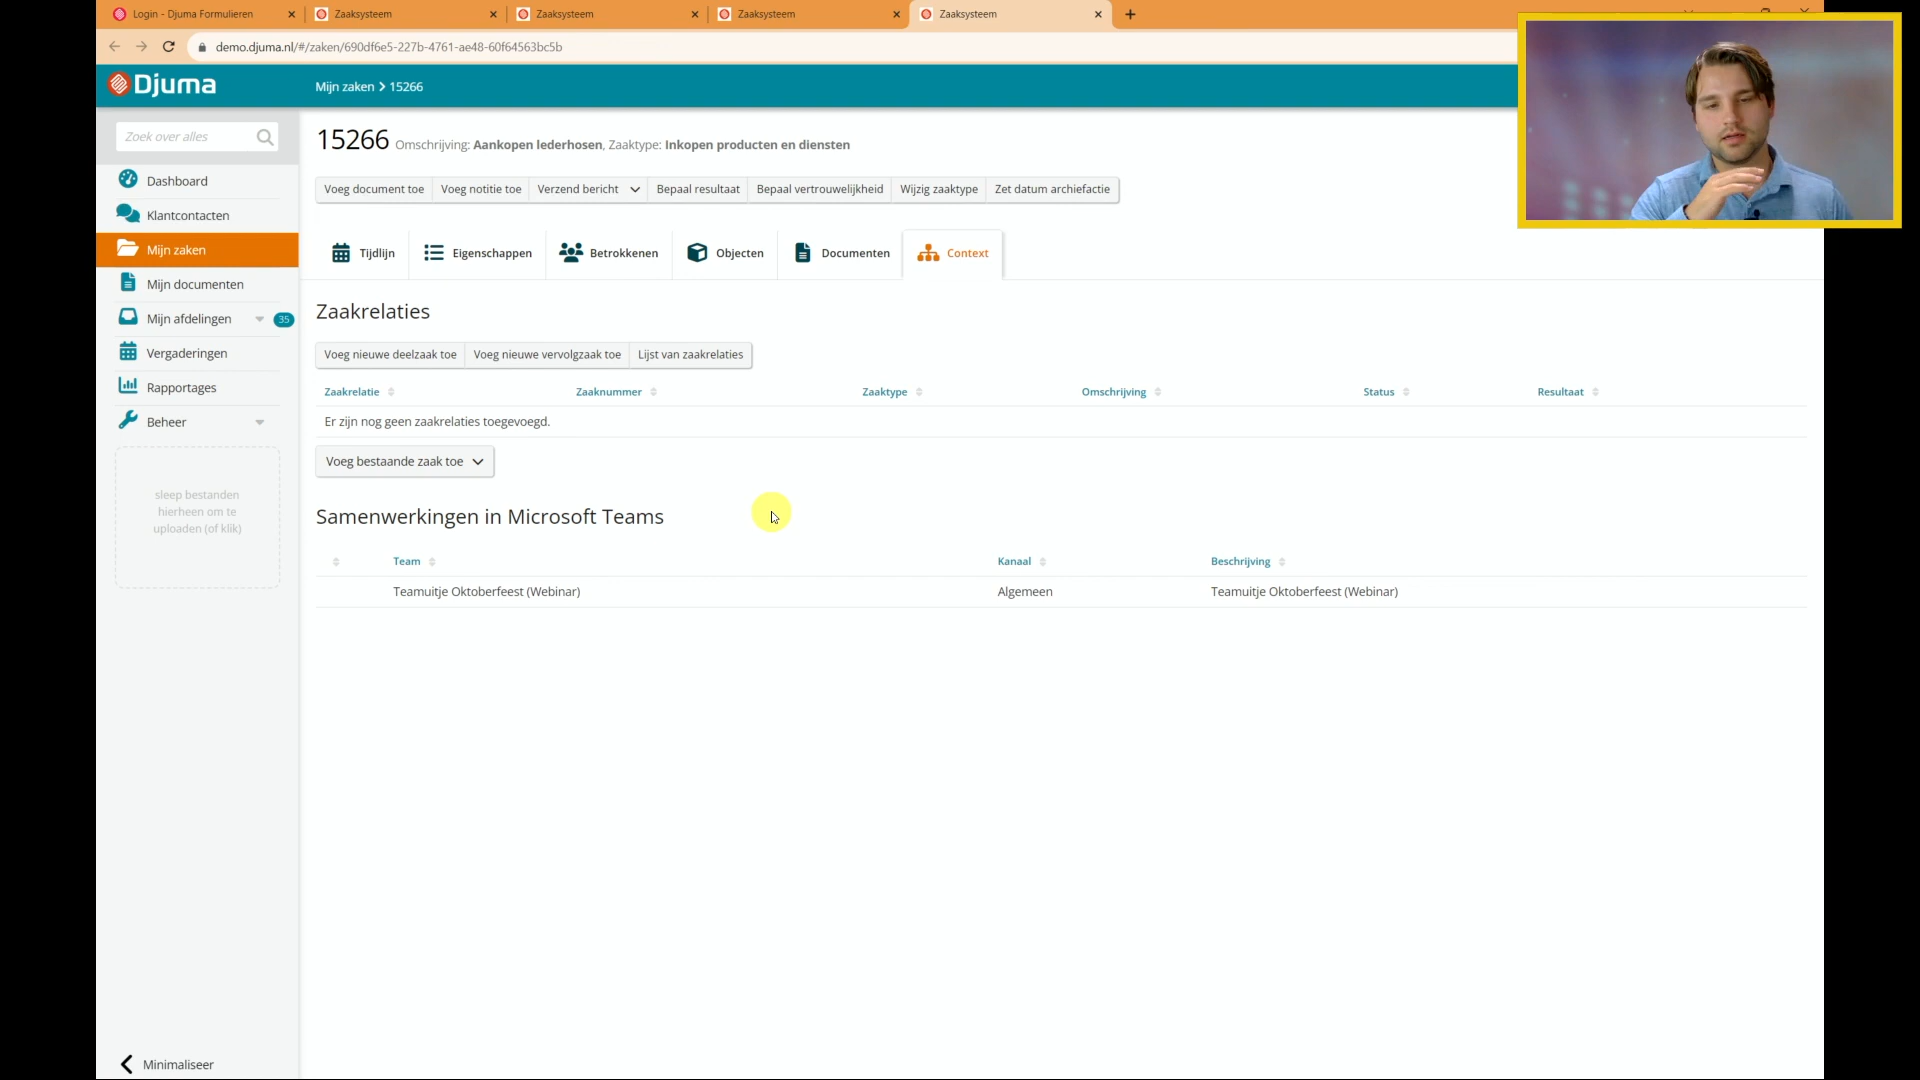 Login - Djuma Formulieren
Zaaksysteem
Zaaksysteem
Zaaksysteem
Zaaksysteem
demo.djuma.nl/#/zaken/690df6e5-227b-4761-ae48-60f64563bc5b
Djuma
Mijn zaken > 15266
Zoek over alles
Dashboard
Klantcontacten
Mijn zaken
Mijn documenten
Mijn afdelingen 35
Vergaderingen
Rapportages
Beheer
sleep bestanden
hierheen om te
uploaden (of klik)
Minimaliseer
15266 Omschrijving: Aankopen lederhosen, Zaaktype: Inkopen producten en diensten
Voeg document toe Voeg notitie toe Verzend bericht Bepaal resultaat Bepaal vertrouwelijkheid Wijzig zaaktype Zet datum archiefactie
Tijdlijn Eigenschappen Betrokkenen Objecten Documenten Context
Zaakrelaties
Voeg nieuwe deelzaak toe Voeg nieuwe vervolgzaak toe Lijst van zaakrelaties
Zaakrelatie Zaaknummer Zaaktype Omschrijving Status Resultaat
Er zijn nog geen zaakrelaties toegevoegd.
Voeg bestaande zaak toe
Samenwerkingen in Microsoft Teams
Team Kanaal Beschrijving
Teamuitje Oktoberfeest (Webinar) Algemeen Teamuitje Oktoberfeest (Webinar)